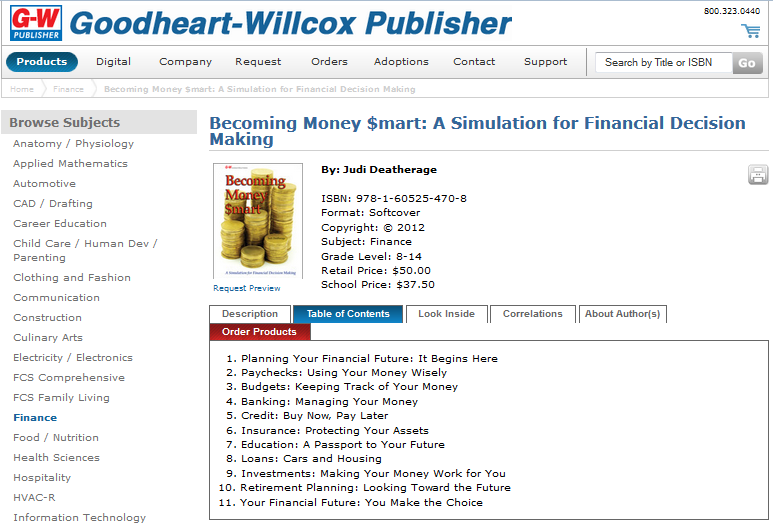 G-W
PUBLISHER
Goodheart-Willcox Publisher
800.323.0440
Products
Digital
Company
Request
Orders
Adoptions
Contact
Support
Search by Title or ISBN
Go
Home
Finance
Becoming Money $mart: A Simulation for Financial Decision Making
Browse Subjects
Anatomy / Physiology
Applied Mathematics
Automotive
CAD / Drafting
Career Education
Child Care / Human Dev /
Parenting
Clothing and Fashion
Communication
Construction
Culinary Arts
Electricity / Electronics
FCS Comprehensive
FCS Family Living
Finance
Food / Nutrition
Health Sciences
Hospitality
HVAC-R
Information Technology
Becoming Money $mart: A Simulation for Financial Decision
Making
Becoming
Money
$mart
A Simulation for Financial Decision Making
Request Preview
By: Judi Deatherage
ISBN: 978-1-60525-470-8
Format: Softcover
Copyright: © 2012
Subject: Finance
Grade Level: 8-14
Retail Price: $50.00
School Price: $37.50
Description
Table of Contents
Look Inside
Correlations
About Author(s)
Order Products
1. Planning Your Financial Future: It Begins Here
2. Paychecks: Using Your Money Wisely
3. Budgets: Keeping Track of Your Money
4. Banking: Managing Your Money
5. Credit: Buy Now, Pay Later
6. Insurance: Protecting Your Assets
7. Education: A Passport to Your Future
8. Loans: Cars and Housing
9. Investments: Making Your Money Work for You
10. Retirement Planning: Looking Toward the Future
11. Your Financial Future: You Make the Choice